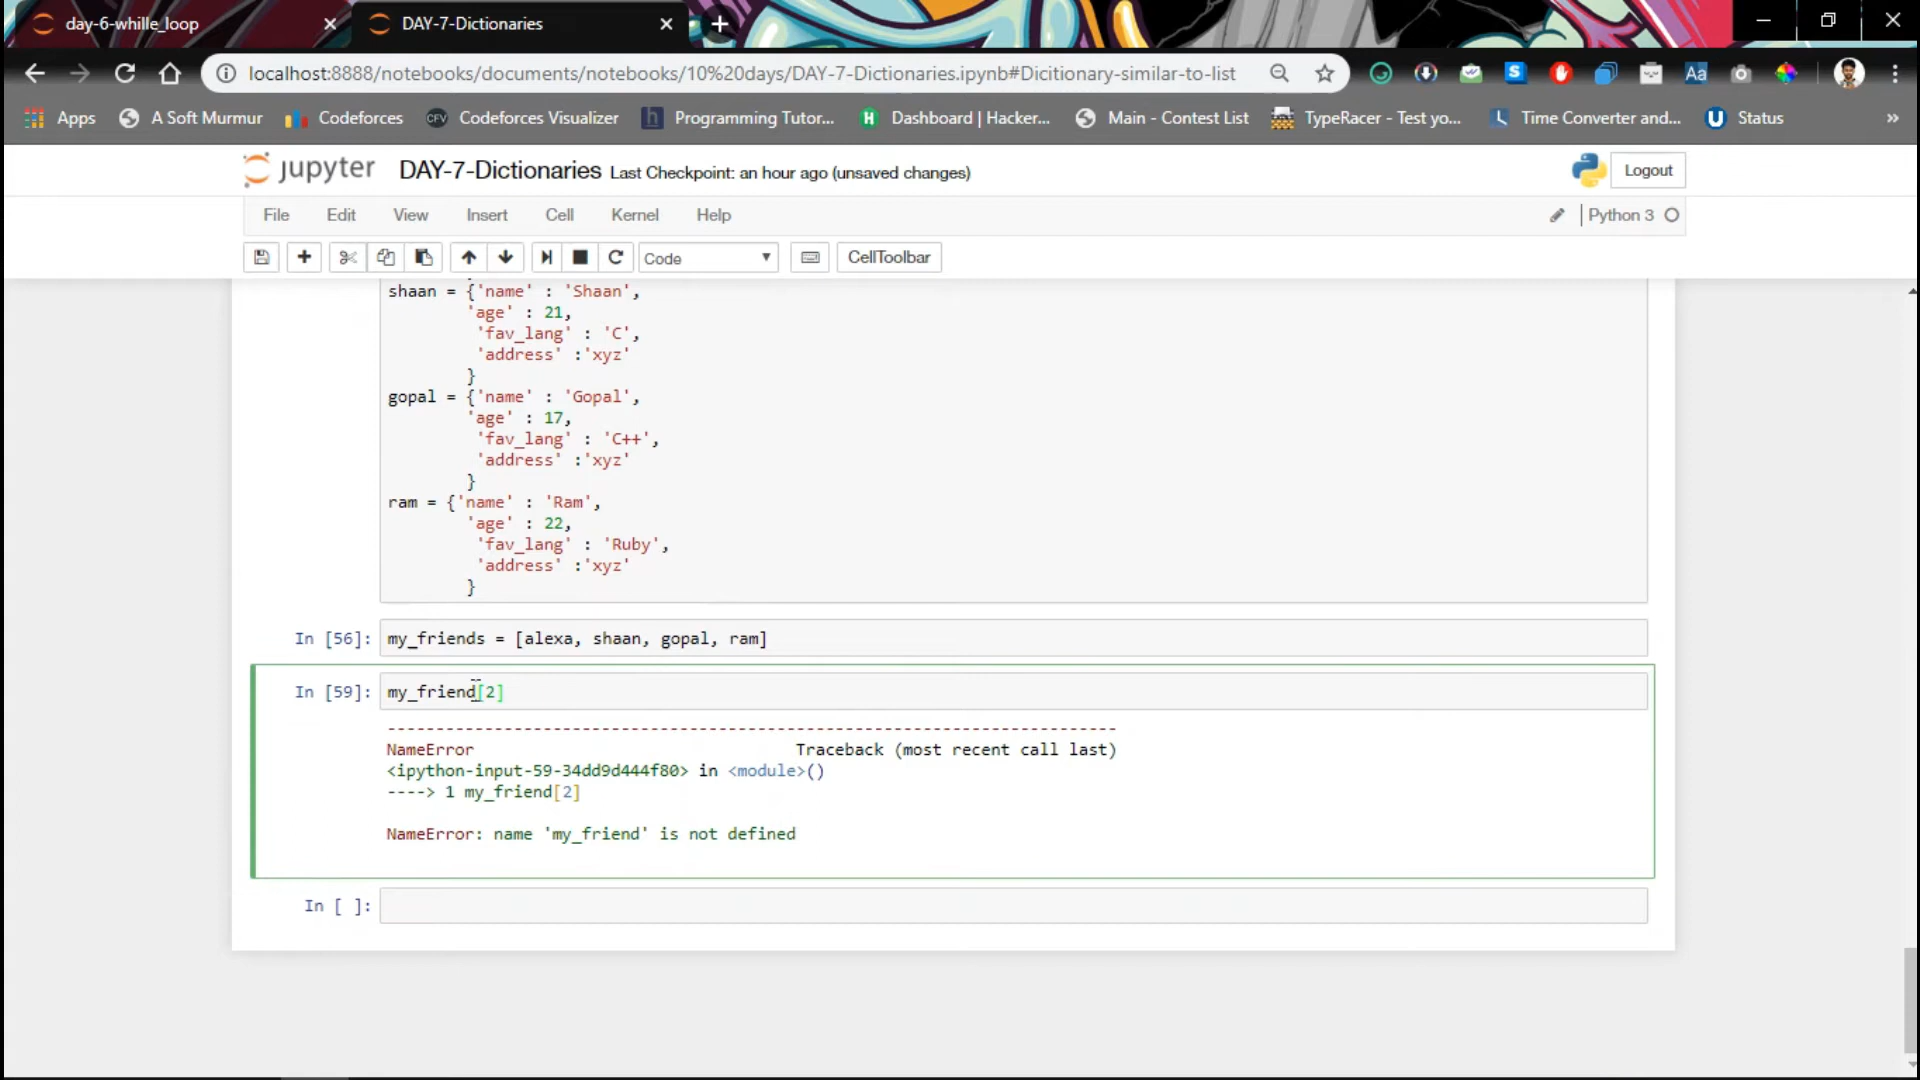 day-6-whille_loop
DAY-7-Dictionaries
localhost:8888/notebooks/documents/notebooks/10%20days/DAY-7-Dictionaries.ipynb#Dicitionary-similar-to-list
Apps A Soft Murmur Codeforces CFV Codeforces Visualizer h Programming Tutor... H Dashboard | Hacker... Main - Contest List TypeRacer - Test yo... Time Converter and... U Status »
jupyter DAY-7-Dictionaries Last Checkpoint: an hour ago (unsaved changes) Logout
File Edit View Insert Cell Kernel Help Python 3
Code CellToolbar
shaan = {'name' : 'Shaan',
'age' : 21,
'fav_lang' : 'C',
'address' :'xyz'
}
gopal = {'name' : 'Gopal',
'age' : 17,
'fav_lang' : 'C++',
'address' :'xyz'
}
ram = {'name' : 'Ram',
'age' : 22,
'fav_lang' : 'Ruby',
'address' :'xyz'
}
In [56]: my_friends = [alexa, shaan, gopal, ram]
In [59]: my_friend[2]
---------------------------------------------------------------------------
NameError Traceback (most recent call last)
<ipython-input-59-34dd9d444f80> in <module>()
----> 1 my_friend[2]
NameError: name 'my_friend' is not defined
In [ ]: